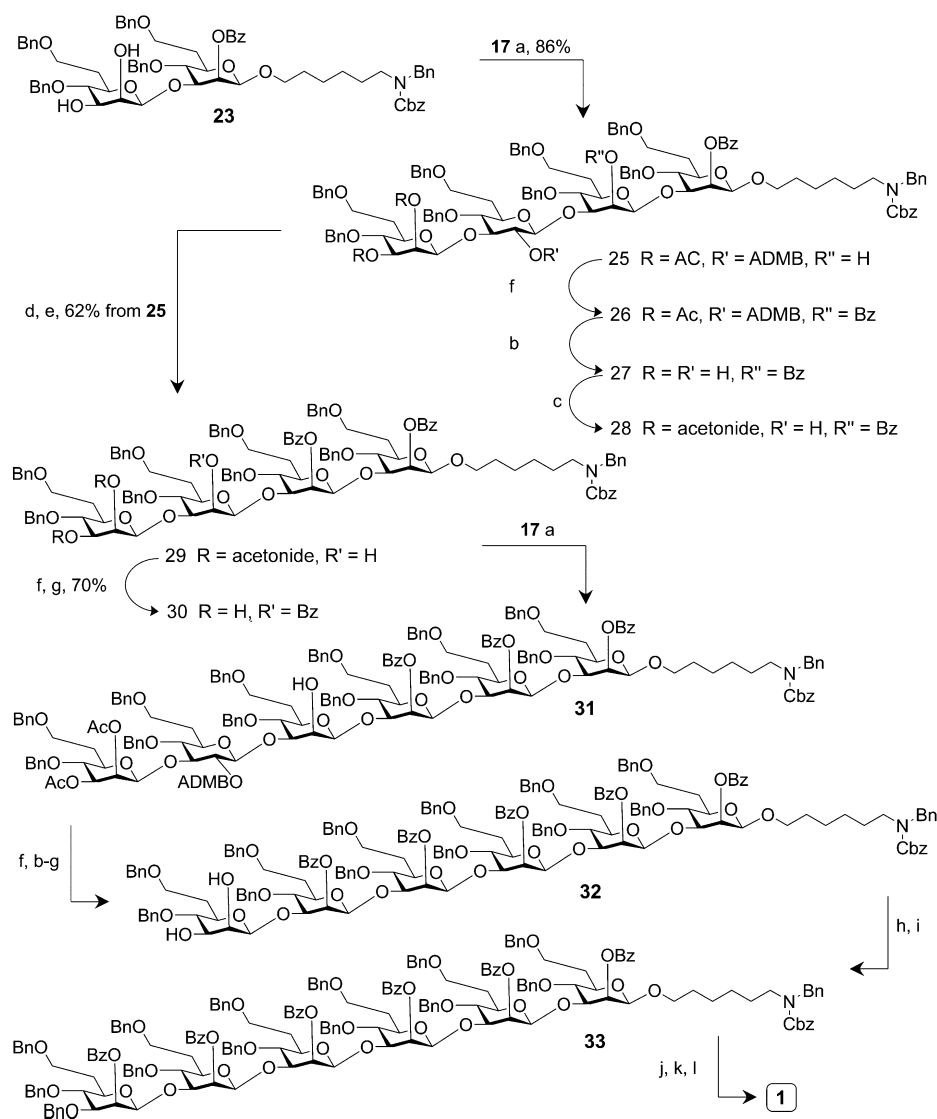 BnO
BnO OH OBz
BnO O
BnO O O O N Bn
HO O Cbz
23
17 a, 86%
BnO
BnO R'' OBz
O
BnO BnO O
BnO R BnO O O O N Bn
O BnO O O Cbz
BnO O O
RO OR'
25 R = AC, R' = ADMB, R'' = H
f
26 R = Ac, R' = ADMB, R'' = Bz
b
27 R = R' = H, R'' = Bz
c
28 R = acetonide, R' = H, R'' = Bz
d, e, 62% from 25
BnO
BnO BzO OBz
BnO R'O BnO O
BnO RO BnO O O O N Bn
BnO O O Cbz
BnO O O
RO
29 R = acetonide, R' = H
f, g, 70%
30 R = H, R' = Bz
17 a
BnO
BnO BzO OBz
BnO BzO BnO O
BnO HO BnO O O O N Bn
BnO BnO O O Cbz
BnO AcO BnO O O
BnO O O
AcO ADMBO
31
f, b-g
BnO
BnO BzO OBz
BnO BzO BnO O
BnO BzO BnO O O O N Bn
BnO BzO BnO O O Cbz
BnO HO BnO O O
BnO O O
HO
32
h, i
BnO
BnO BzO OBz
BnO BzO BnO O
BnO BzO BnO O O O N Bn
BnO BzO BnO O O Cbz
BnO BzO BnO O O
BnO O O
BnO
33
j, k, l
1